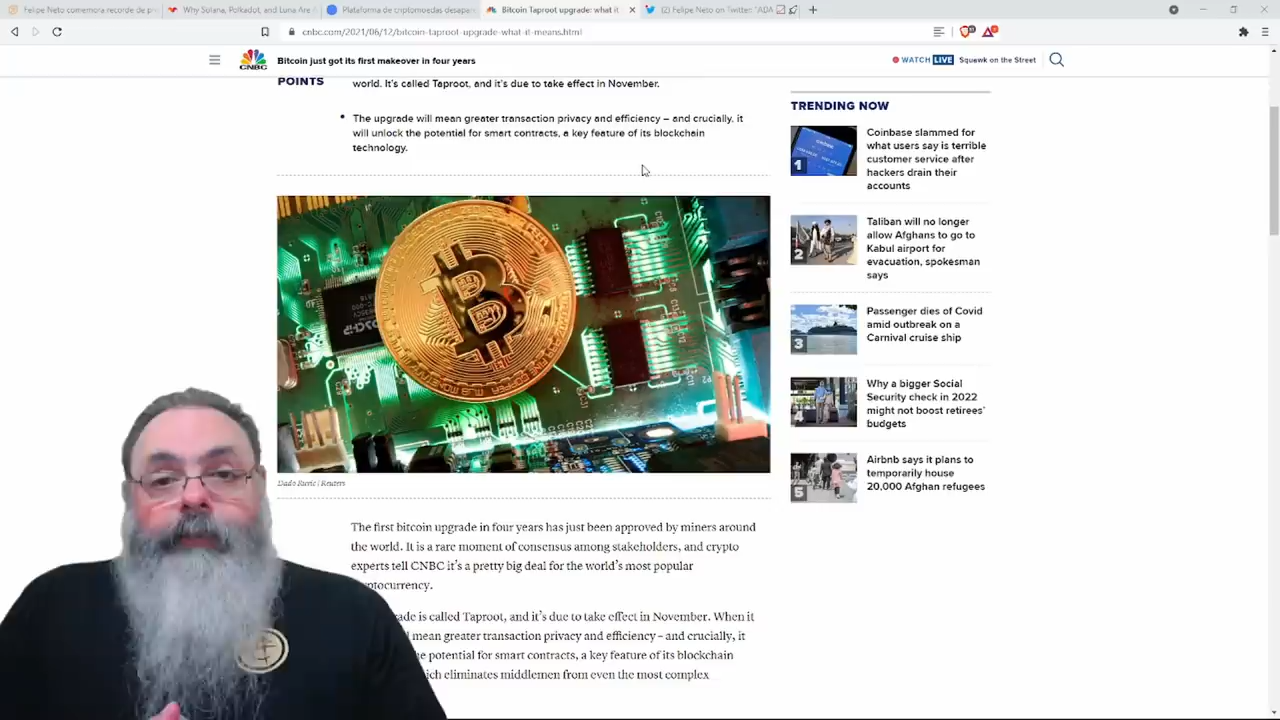 Felipe Neto comemora recorde de pr
Why Solana, Polkadot, and Luna Are
Plataforma de criptomoedas desapare
Bitcoin Taproot upgrade: what it
(2) Felipe Neto on Twitter: "ADA
cnbc.com/2021/06/12/bitcoin-taproot-upgrade-what-it-means.html
CNBC
Bitcoin just got its first makeover in four years
WATCH LIVE Squawk on the Street
POINTS
world. It's called Taproot, and it's due to take effect in November.
The upgrade will mean greater transaction privacy and efficiency – and crucially, it
will unlock the potential for smart contracts, a key feature of its blockchain
technology.
Dado Ruvic | Reuters
The first bitcoin upgrade in four years has just been approved by miners around
the world. It is a rare moment of consensus among stakeholders, and crypto
experts tell CNBC it's a pretty big deal for the world's most popular
ptocurrency.
ade is called Taproot, and it's due to take effect in November. When it
mean greater transaction privacy and efficiency – and crucially, it
e potential for smart contracts, a key feature of its blockchain
ich eliminates middlemen from even the most complex
TRENDING NOW
1
Coinbase slammed for
what users say is terrible
customer service after
hackers drain their
accounts
2
Taliban will no longer
allow Afghans to go to
Kabul airport for
evacuation, spokesman
says
3
Passenger dies of Covid
amid outbreak on a
Carnival cruise ship
4
Why a bigger Social
Security check in 2022
might not boost retirees'
budgets
5
Airbnb says it plans to
temporarily house
20,000 Afghan refugees